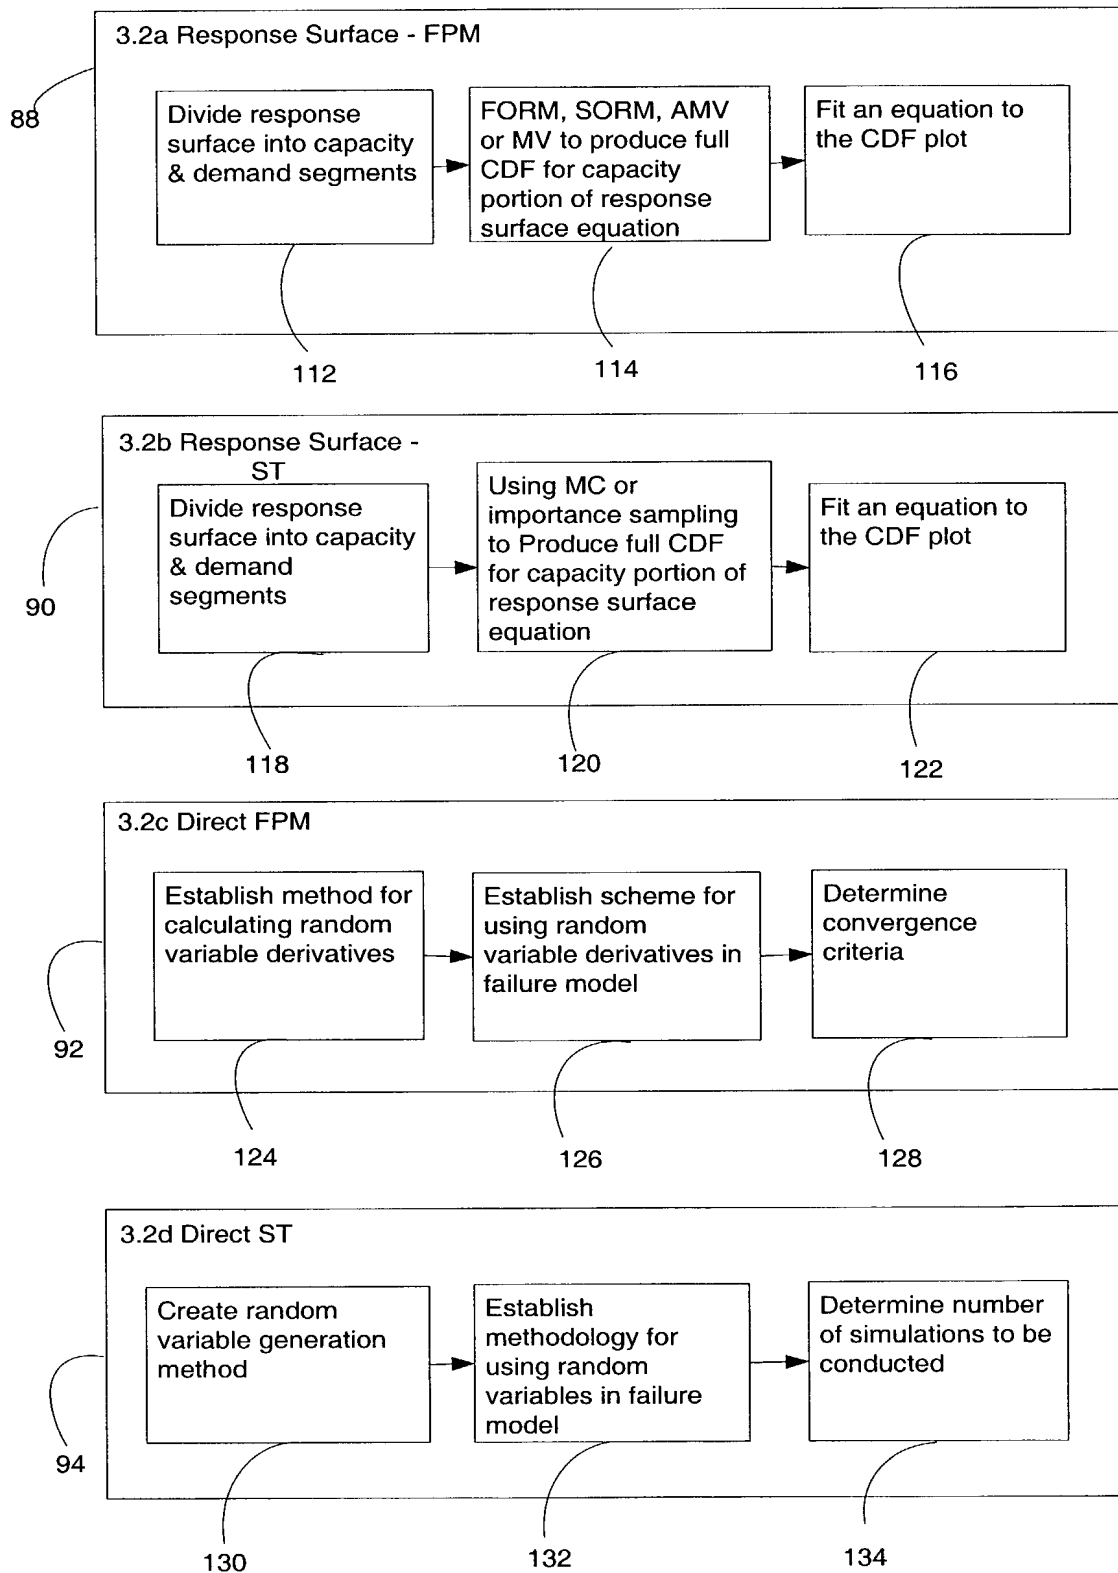 3.2a Response Surface - FPM
88
Divide response
surface into capacity
& demand segments
FORM, SORM, AMV
or MV to produce full
CDF for capacity
portion of response
surface equation
Fit an equation to
the CDF plot
112
114
116
3.2b Response Surface -
ST
90
Divide response
surface into capacity
& demand
segments
Using MC or
importance sampling
to Produce full CDF
for capacity portion of
response surface
equation
Fit an equation to
the CDF plot
118
120
122
3.2c Direct FPM
92
Establish method for
calculating random
variable derivatives
Establish scheme for
using random
variable derivatives in
failure model
Determine
convergence
criteria
124
126
128
3.2d Direct ST
94
Create random
variable generation
method
Establish
methodology for
using random
variables in failure
model
Determine number
of simulations to be
conducted
130
132
134